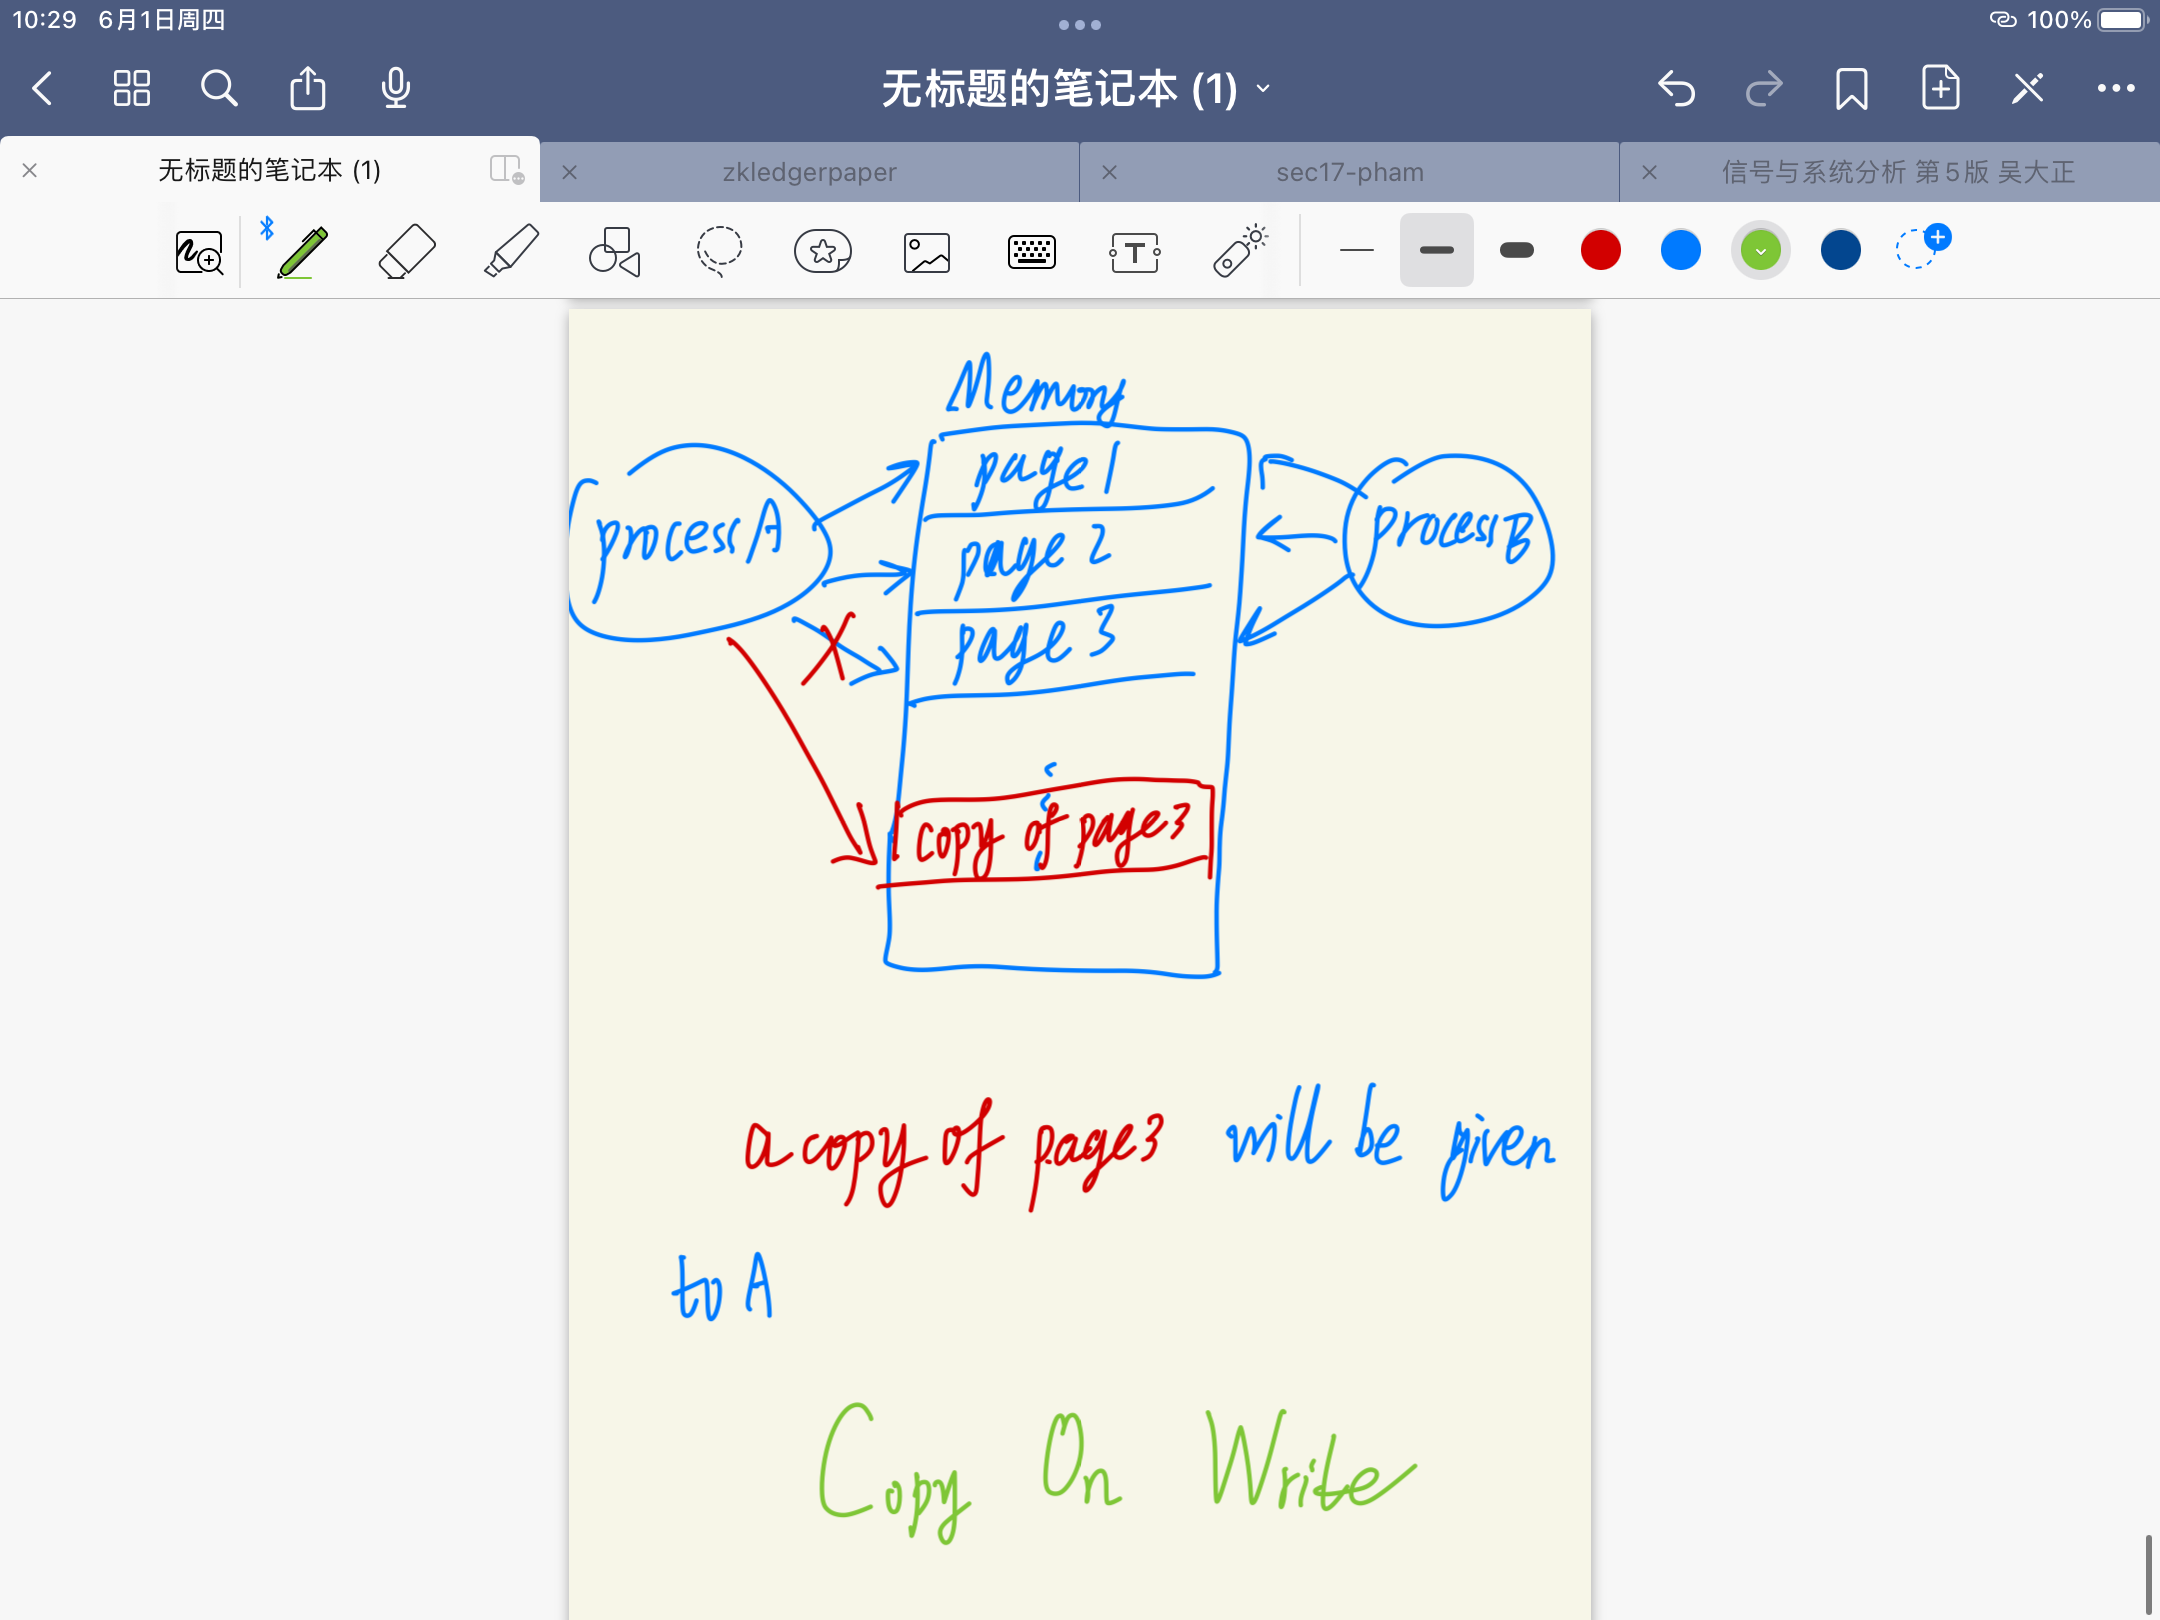 10:29 6月1日周四
100%
无标题的笔记本 (1)
无标题的笔记本 (1)
zkledgerpaper
sec17-pham
信号与系统分析 第5版 吴大正
T
Memory
page 1
process A
process B
page 2
page 3
X
copy of page 3
a copy of page 3 will be given
to A
Copy On Write